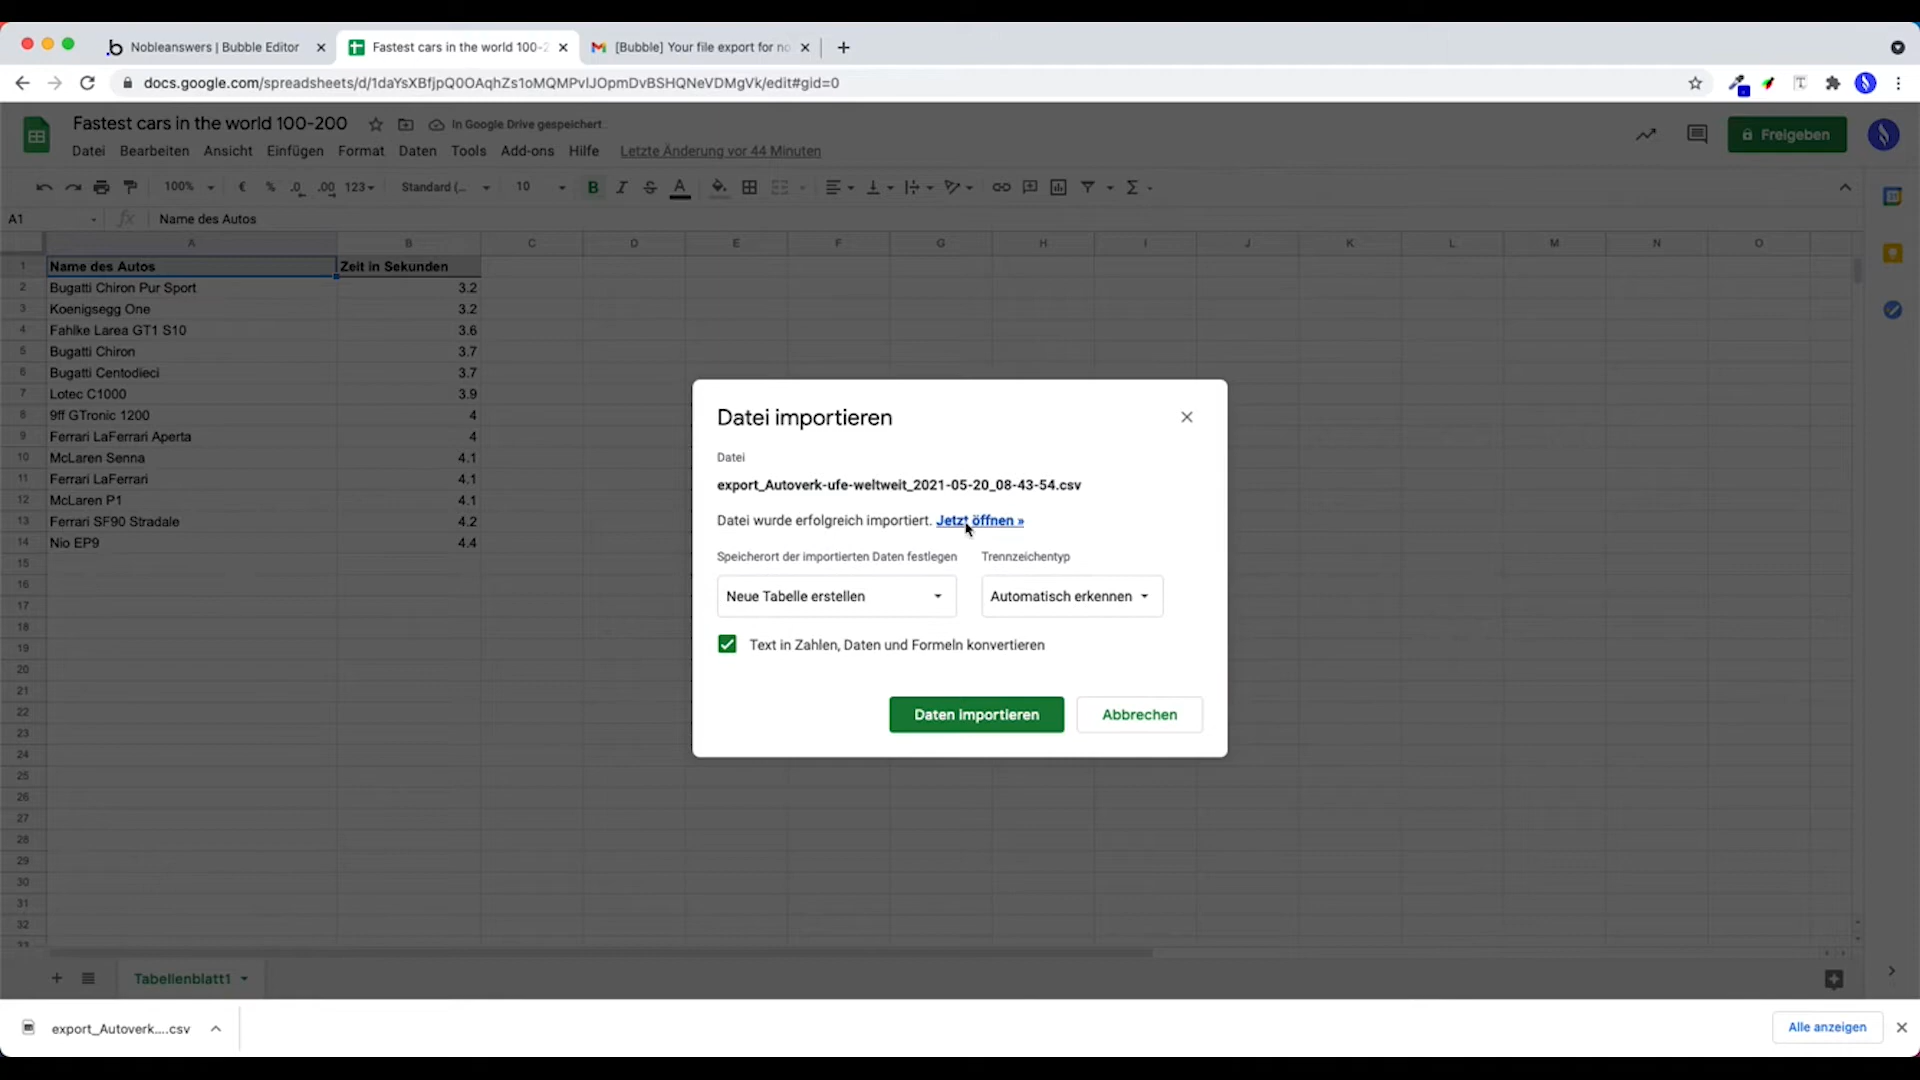 Nobleanswers | Bubble Editor
Fastest cars in the world 100-2
[Bubble] Your file export for no
docs.google.com/spreadsheets/d/1daYsXBfjpQ0OAqhZs1oMQMPvlJOpmDvBSHQNeVDMgVk/edit#gid=0
Fastest cars in the world 100-200
In Google Drive gespeichert
Freigeben
Datei Bearbeiten Ansicht Einfügen Format Daten Tools Add-ons Hilfe Letzte Änderung vor 44 Minuten
100% € % .0 .00 123 Standard (... 10 B I S A Σ
A1 fx Name des Autos
A B C D E F G H I J K L M N O
1 Name des Autos Zeit in Sekunden
2 Bugatti Chiron Pur Sport 3.2
3 Koenigsegg One 3.2
4 Fahlke Larea GT1 S10 3.6
5 Bugatti Chiron 3.7
6 Bugatti Centodieci 3.7
7 Lotec C1000 3.9
8 9ff GTronic 1200 4
9 Ferrari LaFerrari Aperta 4
10 McLaren Senna 4.1
11 Ferrari LaFerrari 4.1
12 McLaren P1 4.1
13 Ferrari SF90 Stradale 4.2
14 Nio EP9 4.4
15
16
17
18
19
20
21
22
23
24
25
26
27
28
29
30
31
32
33
Datei importieren
Datei
export_Autoverk-ufe-weltweit_2021-05-20_08-43-54.csv
Datei wurde erfolgreich importiert. Jetzt öffnen »
Speicherort der importierten Daten festlegen Trennzeichentyp
Neue Tabelle erstellen Automatisch erkennen
Text in Zahlen, Daten und Formeln konvertieren
Daten importieren Abbrechen
Tabellenblatt1
export_Autoverk....csv
Alle anzeigen